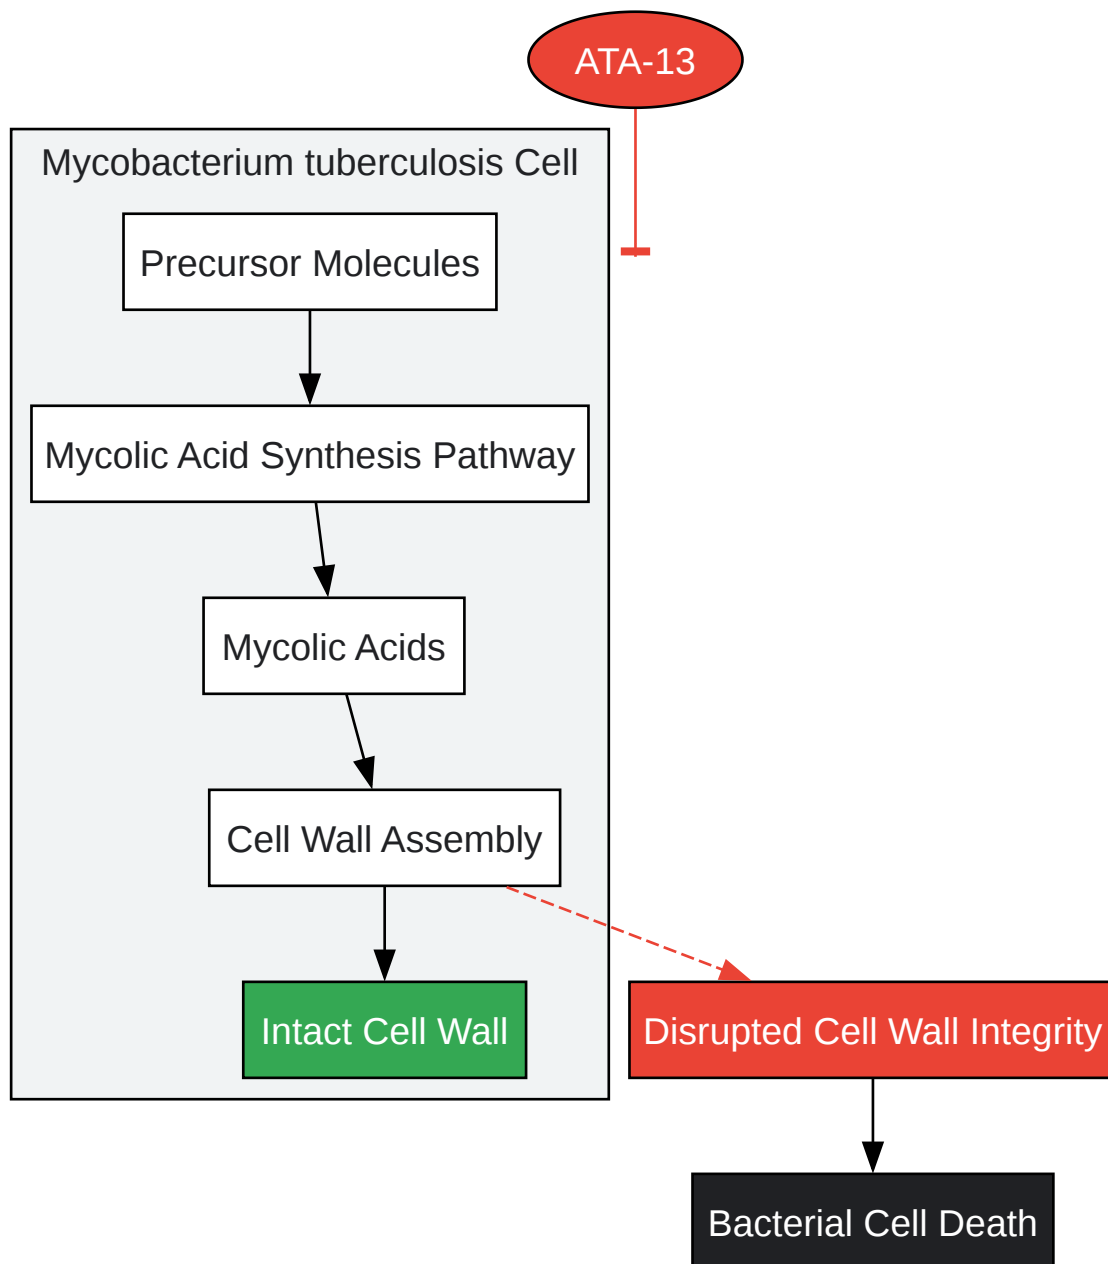 ATA-13
Mycobacterium tuberculosis Cell
Precursor Molecules
Mycolic Acid Synthesis Pathway
Mycolic Acids
Cell Wall Assembly
Intact Cell Wall
Disrupted Cell Wall Integrity
Bacterial Cell Death